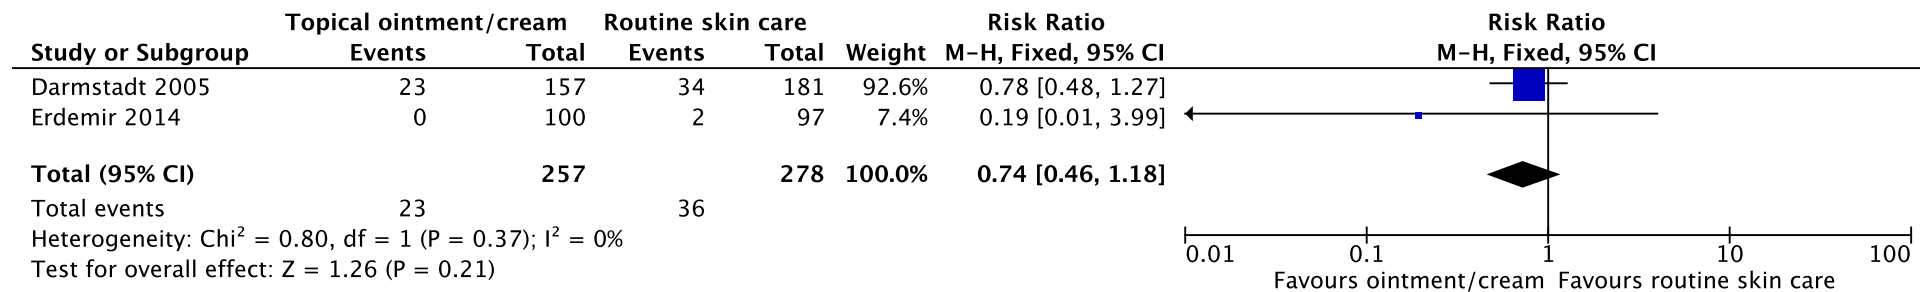 Topical ointment/cream Routine skin care Risk Ratio Risk Ratio
Study or Subgroup Events Total Events Total Weight M-H, Fixed, 95% CI M-H, Fixed, 95% CI
Darmstadt 2005 23 157 34 181 92.6% 0.78 [0.48, 1.27]
Erdemir 2014 0 100 2 97 7.4% 0.19 [0.01, 3.99]
Total (95% CI) 257 278 100.0% 0.74 [0.46, 1.18]
Total events 23 36
Heterogeneity: Chi² = 0.80, df = 1 (P = 0.37); I² = 0%
Test for overall effect: Z = 1.26 (P = 0.21)
0.01 0.1 1 10 100
Favours ointment/cream Favours routine skin care